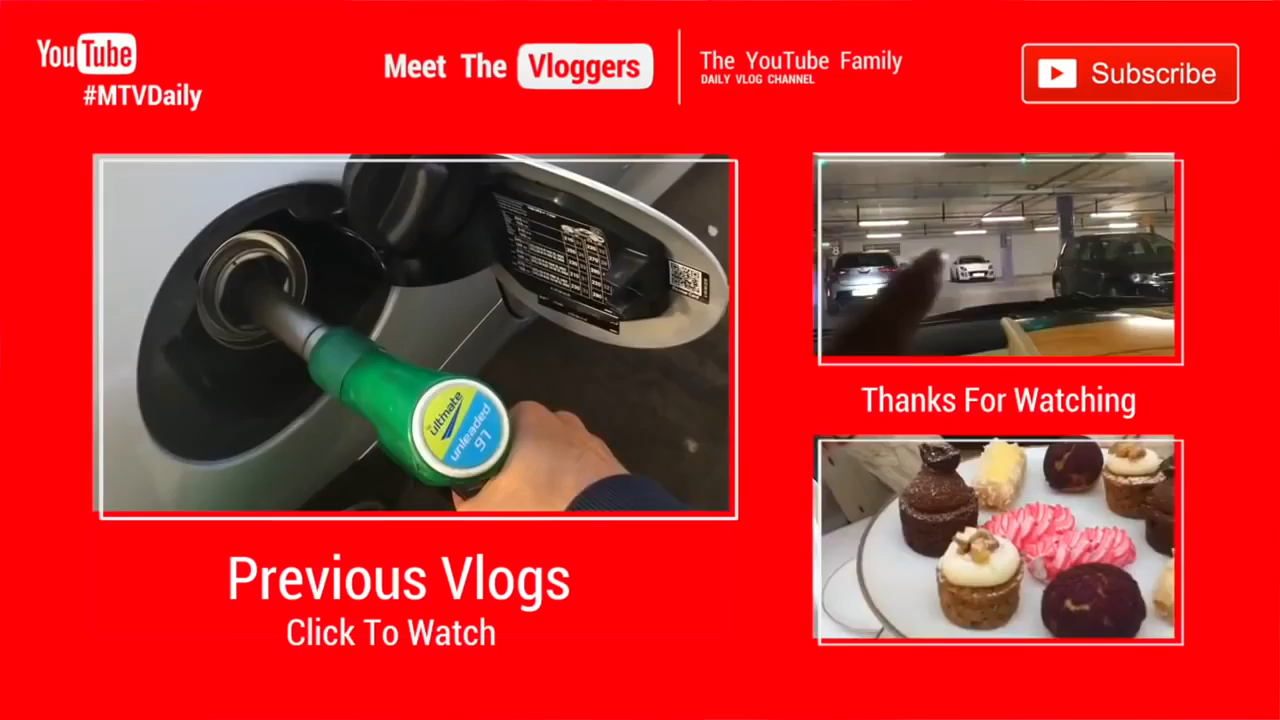 YouTube
#MTVDaily
Meet The Vloggers
The YouTube Family
DAILY VLOG CHANNEL
Subscribe
ultimate
unleaded
91
8
Thanks For Watching
Previous Vlogs
Click To Watch